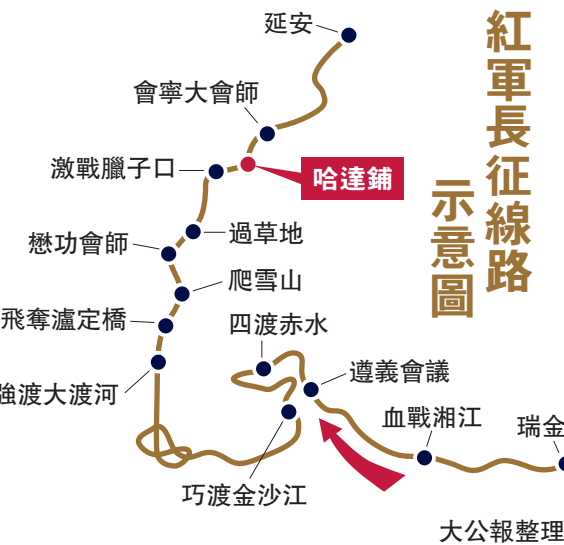 紅軍長征線路
示意圖
延安
會寧大會師
激戰臘子口
哈達鋪
懋功會師
過草地
爬雪山
飛奪瀘定橋
四渡赤水
強渡大渡河
遵義會議
血戰湘江
瑞金
巧渡金沙江
大公報整理